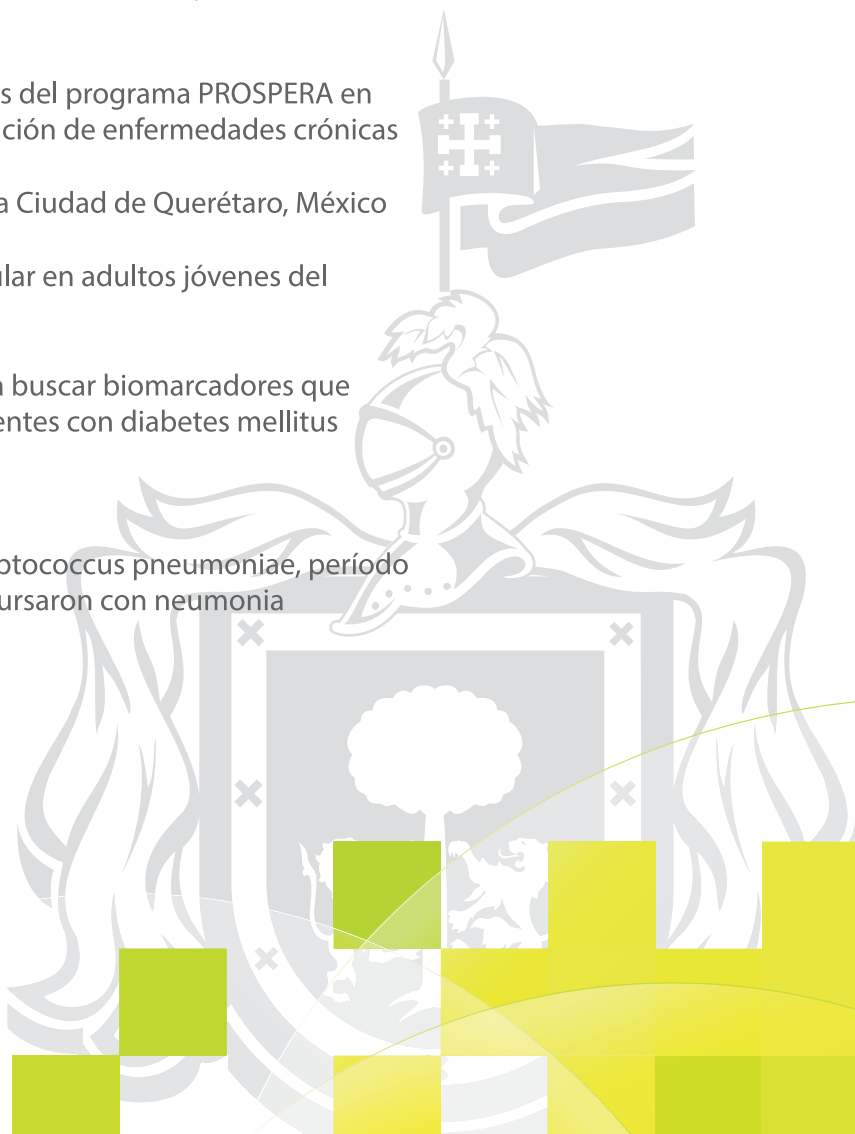 s del programa PROSPERA en
ción de enfermedades crónicas
a Ciudad de Querétaro, México
ular en adultos jóvenes del
a buscar biomarcadores que
entes con diabetes mellitus
ptococcus pneumoniae, período
ursaron con neumonia